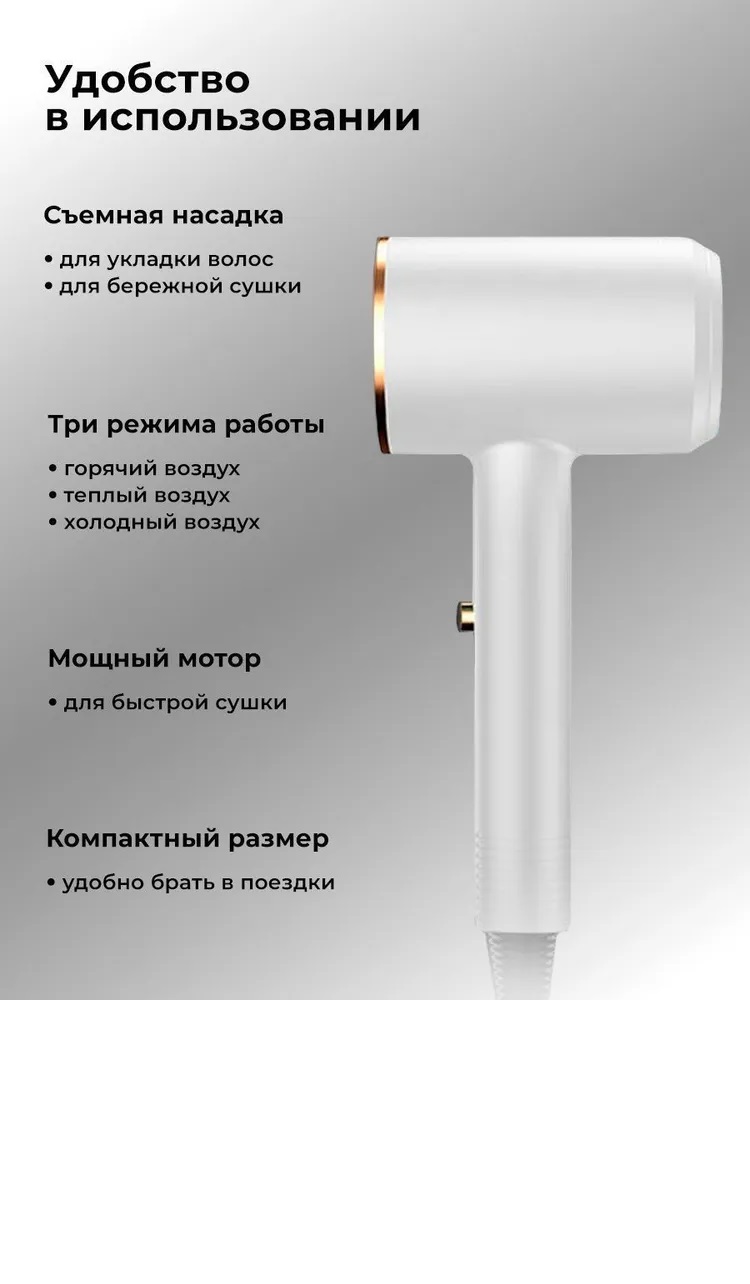 Удобство
в использовании
Съемная насадка
• для укладки волос
• для бережной сушки
Три режима работы
• горячий воздух
• теплый воздух
• холодный воздух
Мощный мотор
• для быстрой сушки
Компактный размер
• удобно брать в поездки